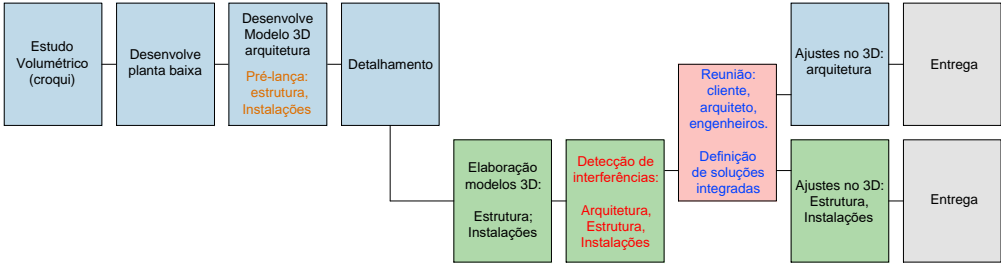 Estudo
Volumétrico
(croqui)
Desenvolve
planta baixa
Desenvolve
Modelo 3D
arquitetura
Pré-lança:
estrutura,
Instalações
Detalhamento
Elaboração
modelos 3D:
Estrutura;
Instalações
Detecção de
interferências:
Arquitetura,
Estrutura,
Instalações
Reunião:
cliente,
arquiteto,
engenheiros.
Definição
de soluções
integradas
Ajustes no 3D:
arquitetura
Entrega
Ajustes no 3D:
Estrutura,
Instalações
Entrega